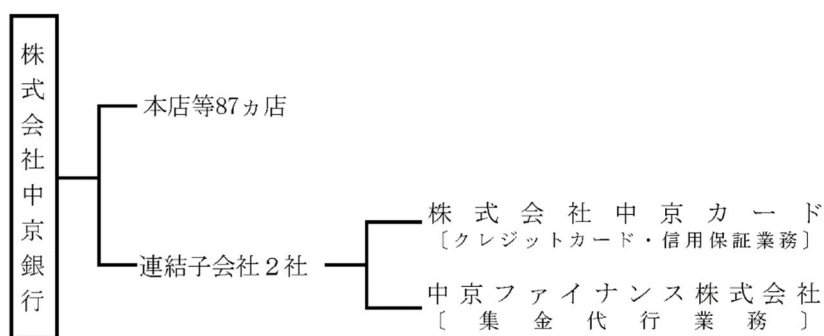 株式会社中京銀行
本店等87ヵ店
連結子会社2社
株式会社中京カード
〔クレジットカード・信用保証業務〕
中京ファイナンス株式会社
〔集金代行業務〕